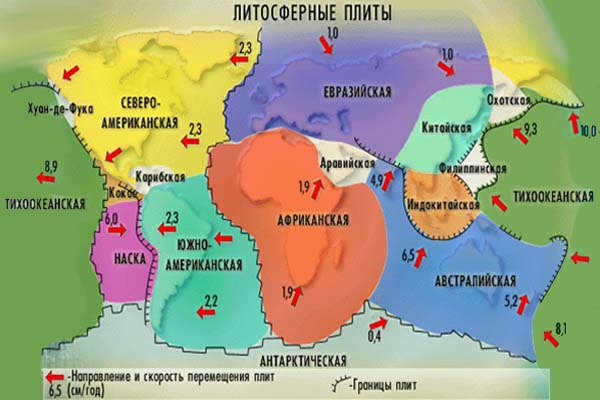 ЛИТОСФЕРНЫЕ ПЛИТЫ
1,0
2,3
1,0
ЕВРАЗИЙСКАЯ
Охотская
Хуан-де-Фука
СЕВЕРО-
АМЕРИКАНСКАЯ
2,3
Китайская
9,3
10,0
8,9
ТИХООКЕАНСКАЯ
Карибская
Кокос
Аравийская
1,9
4,9
Филиппинская
Индокитайская
ТИХООКЕАНСКАЯ
6,0
2,3
АФРИКАНСКАЯ
НАСКА
ЮЖНО-
АМЕРИКАНСКАЯ
6,5
АВСТРАЛИЙСКАЯ
2,2
1,9
5,2
0,4
8,1
АНТАРКТИЧЕСКАЯ
-Направление и скорость перемещения плит
6,5 (см/год)
-Границы плит